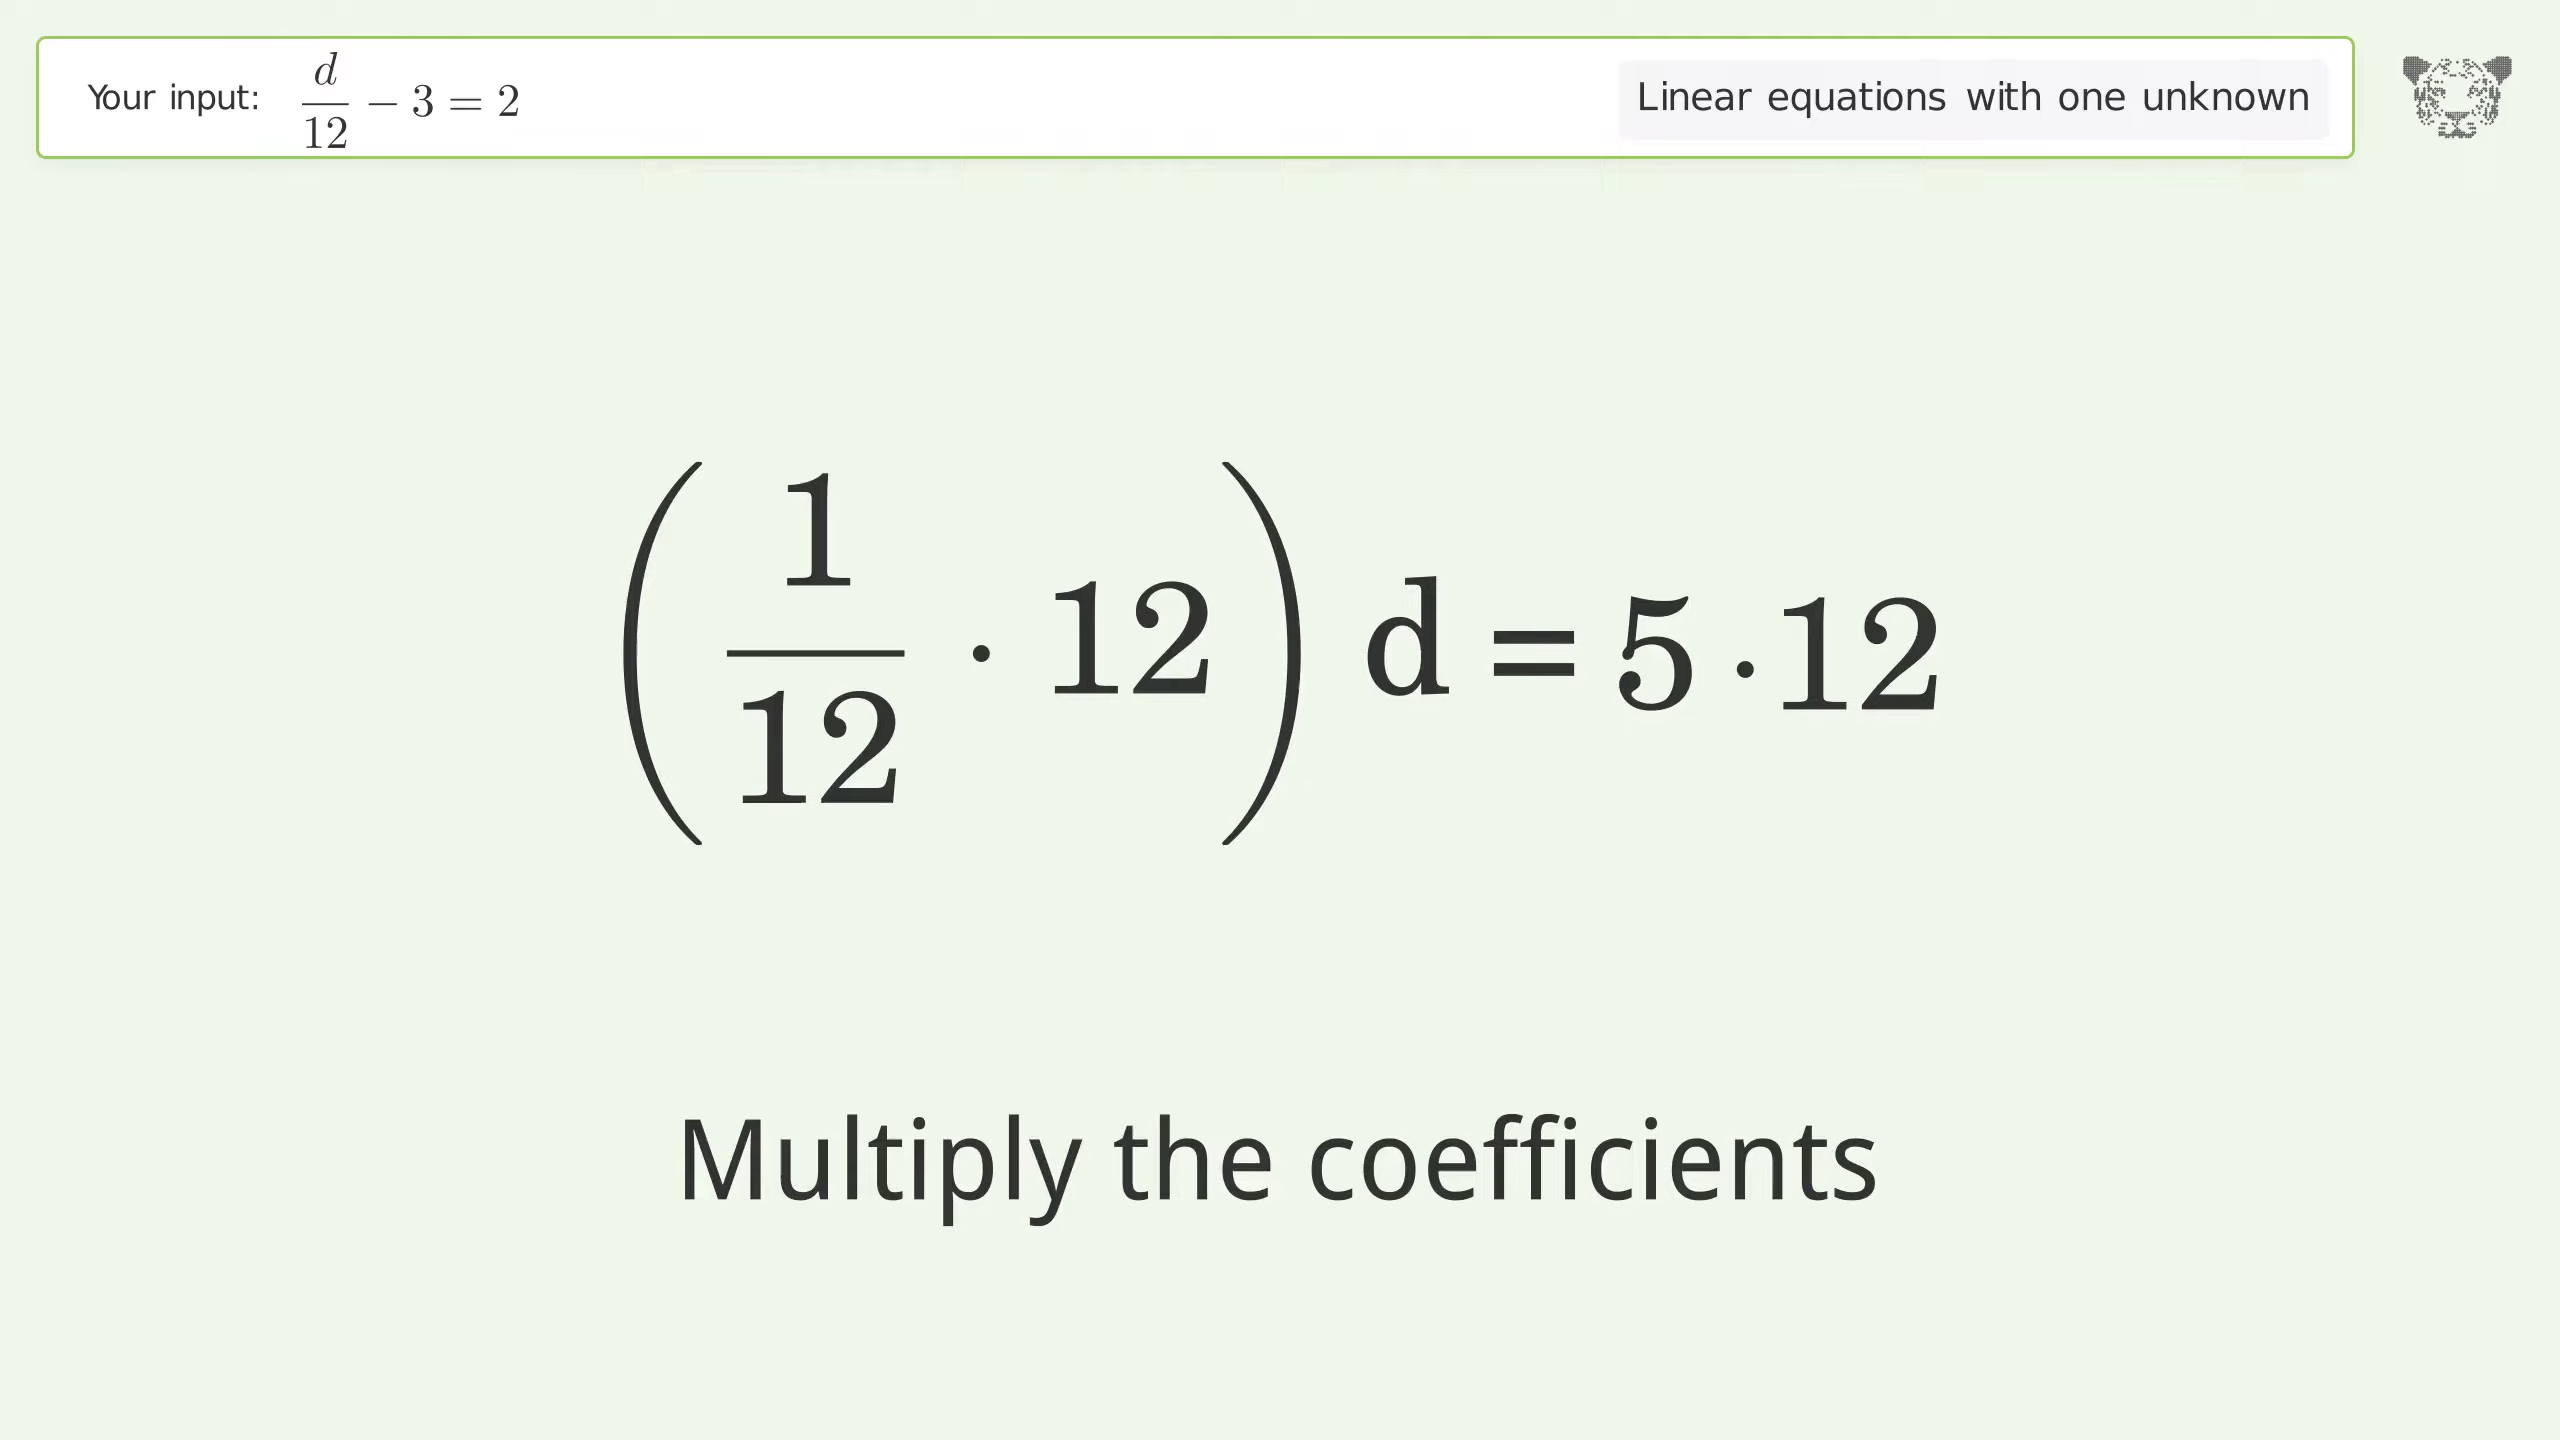 Your input: d/12 − 3 = 2
Linear equations with one unknown
(1/12 · 12) d = 5 · 12
Multiply the coefficients